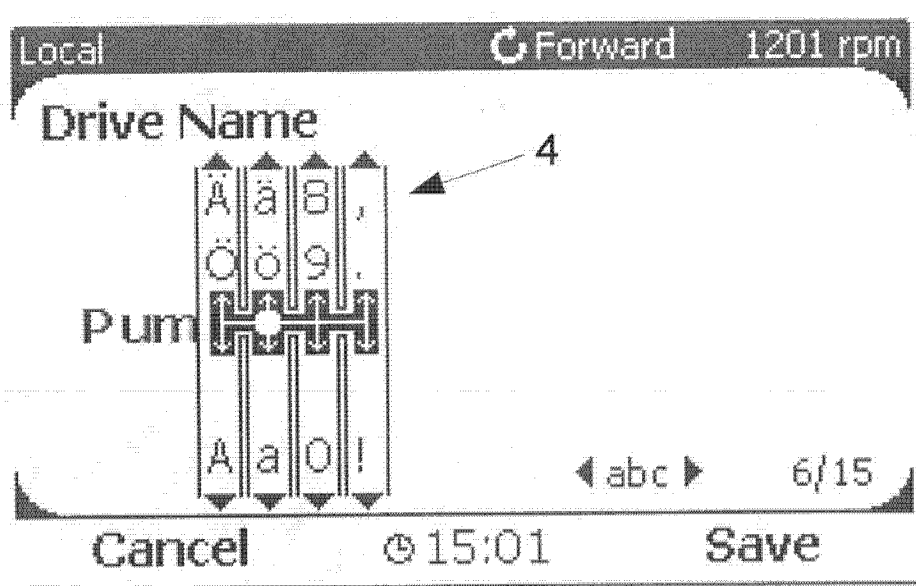 Local Forward 1201 rpm
Drive Name
4
Ä ä 8 ,
Ö ö 9 .
Pum
A a 0 !
abc 6/15
Cancel 15:01 Save